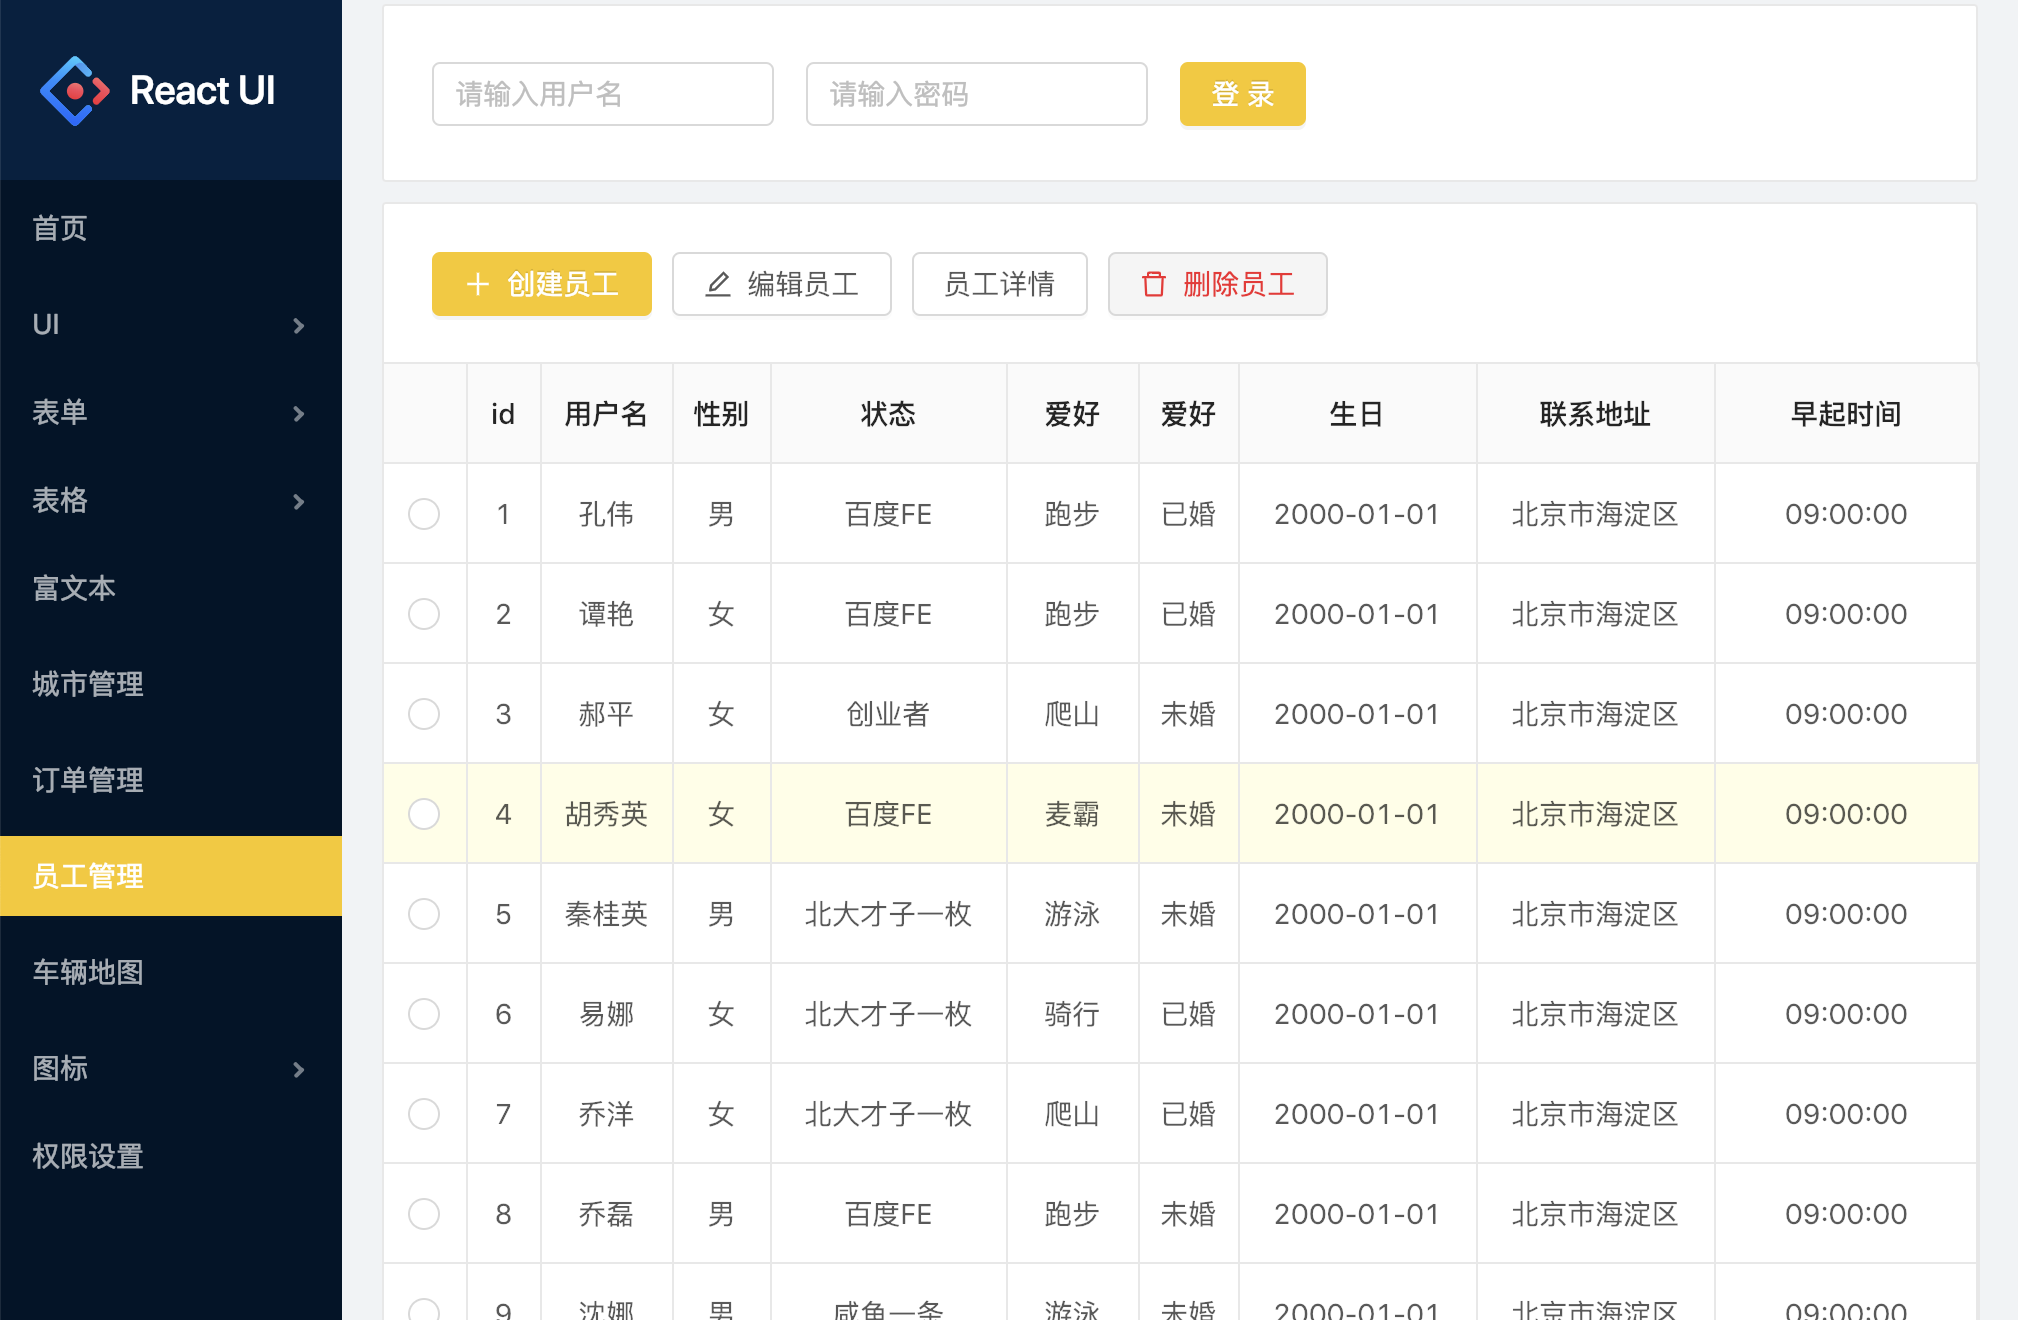 React UI
首页
UI
表单
表格
富文本
城市管理
订单管理
员工管理
车辆地图
图标
权限设置
请输入用户名 请输入密码 登 录
创建员工 编辑员工 员工详情 删除员工
id 用户名 性别 状态 爱好 爱好 生日 联系地址 早起时间
1 孔伟 男 百度FE 跑步 已婚 2000-01-01 北京市海淀区 09:00:00
2 谭艳 女 百度FE 跑步 已婚 2000-01-01 北京市海淀区 09:00:00
3 郝平 女 创业者 爬山 未婚 2000-01-01 北京市海淀区 09:00:00
4 胡秀英 女 百度FE 麦霸 未婚 2000-01-01 北京市海淀区 09:00:00
5 秦桂英 男 北大才子一枚 游泳 未婚 2000-01-01 北京市海淀区 09:00:00
6 易娜 女 北大才子一枚 骑行 已婚 2000-01-01 北京市海淀区 09:00:00
7 乔洋 女 北大才子一枚 爬山 已婚 2000-01-01 北京市海淀区 09:00:00
8 乔磊 男 百度FE 跑步 未婚 2000-01-01 北京市海淀区 09:00:00
9 沈娜 男 咸鱼一条 游泳 未婚 2000-01-01 北京市海淀区 09:00:00